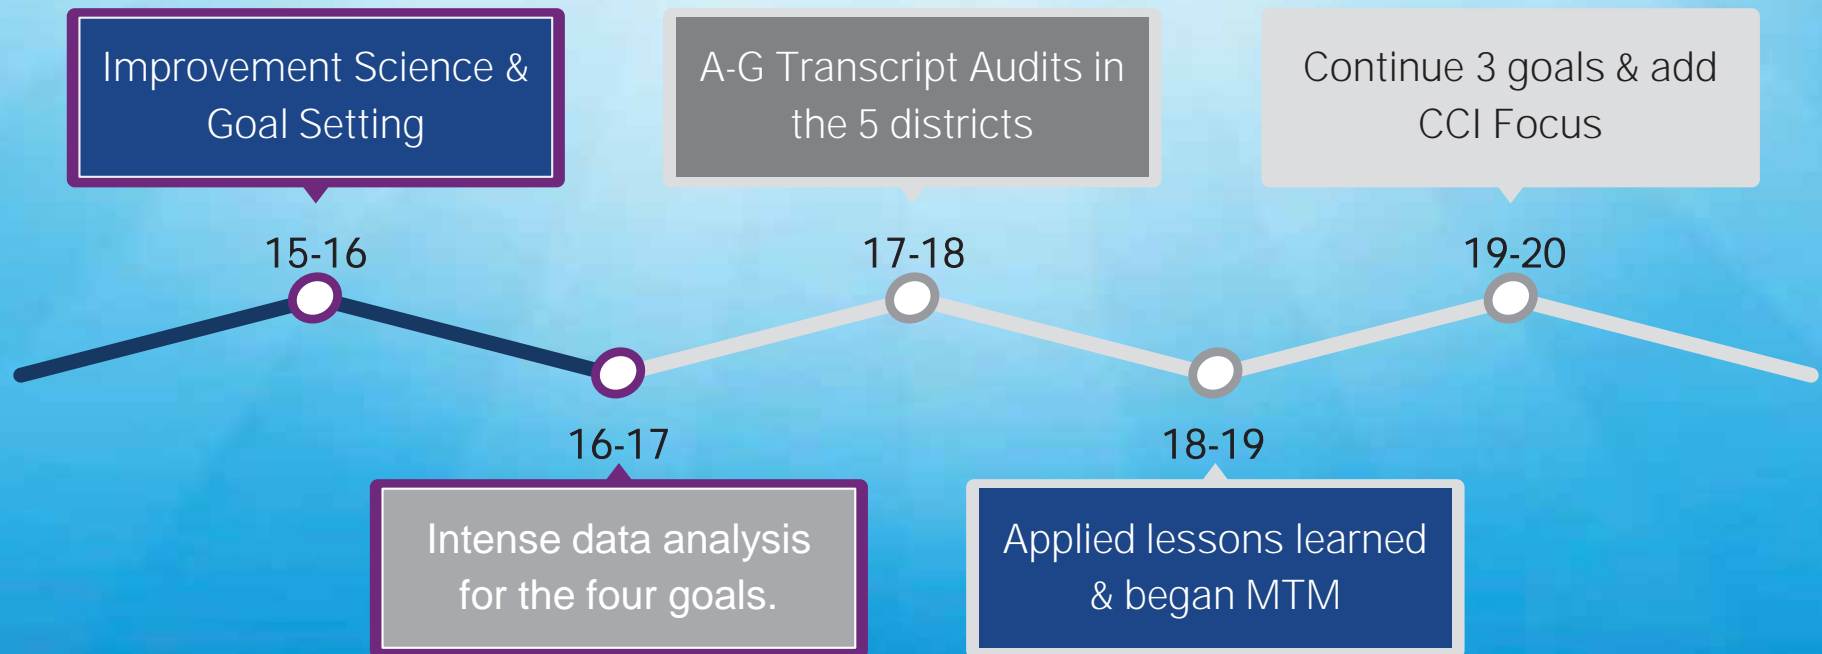 Improvement Science &
Goal Setting
A-G Transcript Audits in
the 5 districts
Continue 3 goals & add
CCI Focus
15-16
17-18
19-20
16-17
18-19
Intense data analysis
for the four goals.
Applied lessons learned
& began MTM